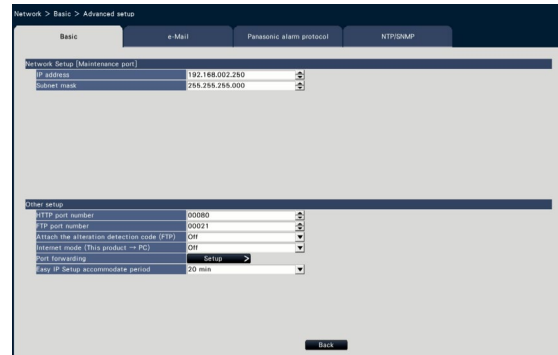 Network > Basic > Advanced setup
Basic e-Mail Panasonic alarm protocol NTP/SNMP
Network Setup [Maintenance port]
IP address 192.168.002.250
Subnet mask 255.255.255.000
Other setup
HTTP port number 00080
FTP port number 00021
Attach the alteration detection code (FTP) Off
Internet mode (This product → PC) Off
Port forwarding Setup >
Easy IP Setup accommodate period 20 min
Back